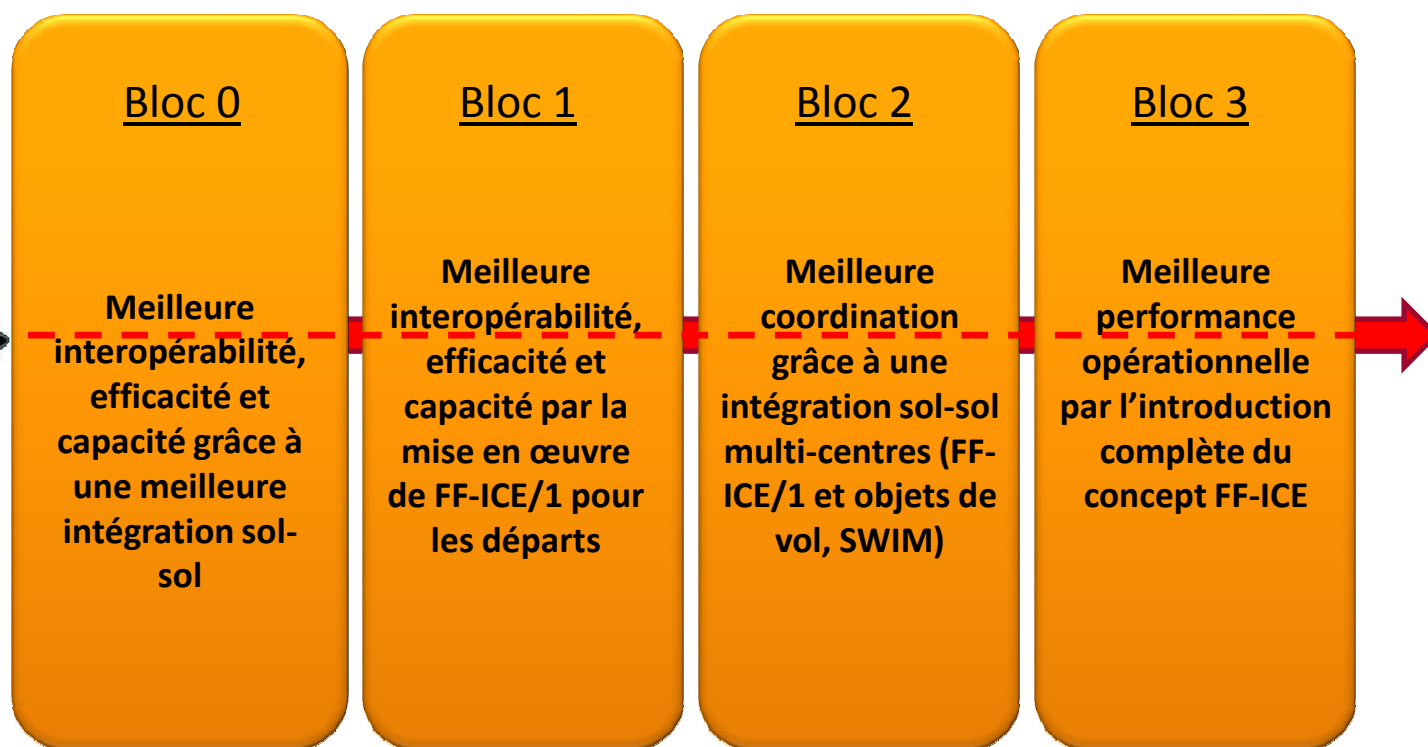 Bloc 0
Meilleure
interopérabilité,
efficacité et
capacité grâce à
une meilleure
intégration sol-
sol
Bloc 1
Meilleure
interopérabilité,
efficacité et
capacité par la
mise en œuvre
de FF-ICE/1 pour
les départs
Bloc 2
Meilleure
coordination
grâce à une
intégration sol-sol
multi-centres (FF-
ICE/1 et objets de
vol, SWIM)
Bloc 3
Meilleure
performance
opérationnelle
par l’introduction
complète du
concept FF-ICE